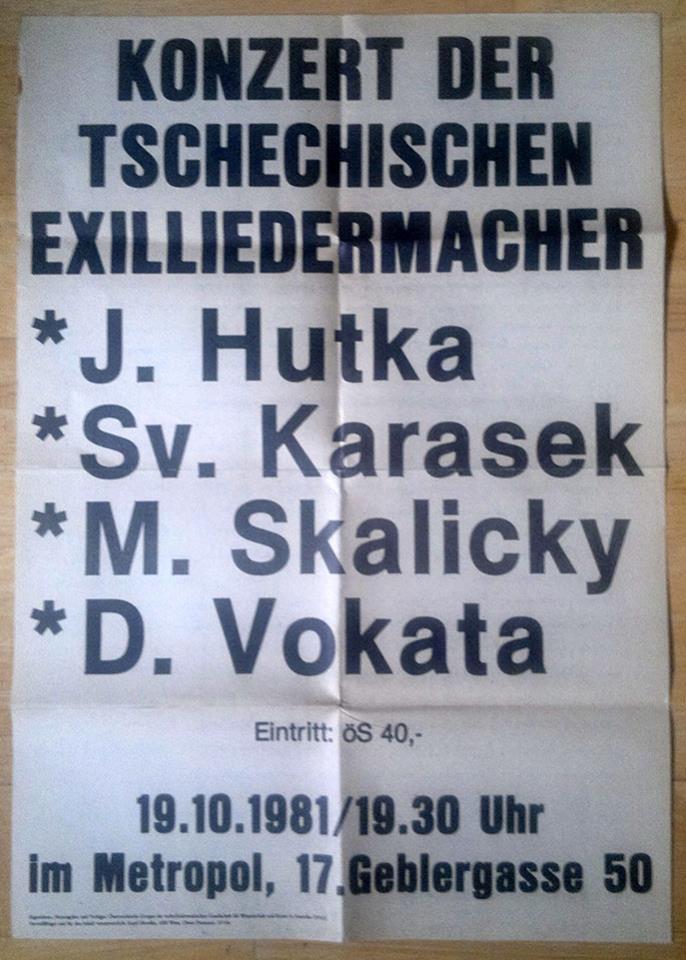 KONZERT DER
TSCHECHISCHEN
EXILLIEDERMACHER
*J. Hutka
*Sv. Karasek
*M. Skalicky
*D. Vokata
Eintritt: öS 40,-
19.10.1981/19.30 Uhr
im Metropol, 17.Geblergasse 50